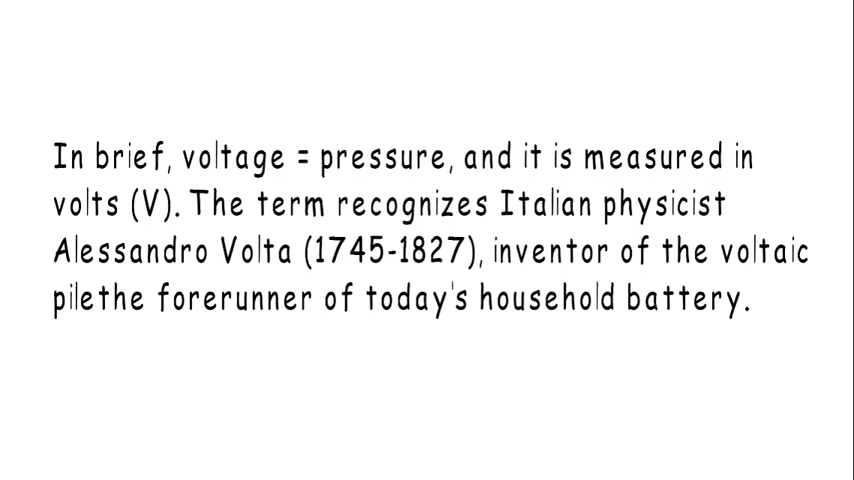 In brief, voltage = pressure, and it is measured in
volts (V). The term recognizes Italian physicist
Alessandro Volta (1745-1827), inventor of the voltaic
pilethe forerunner of today's household battery.